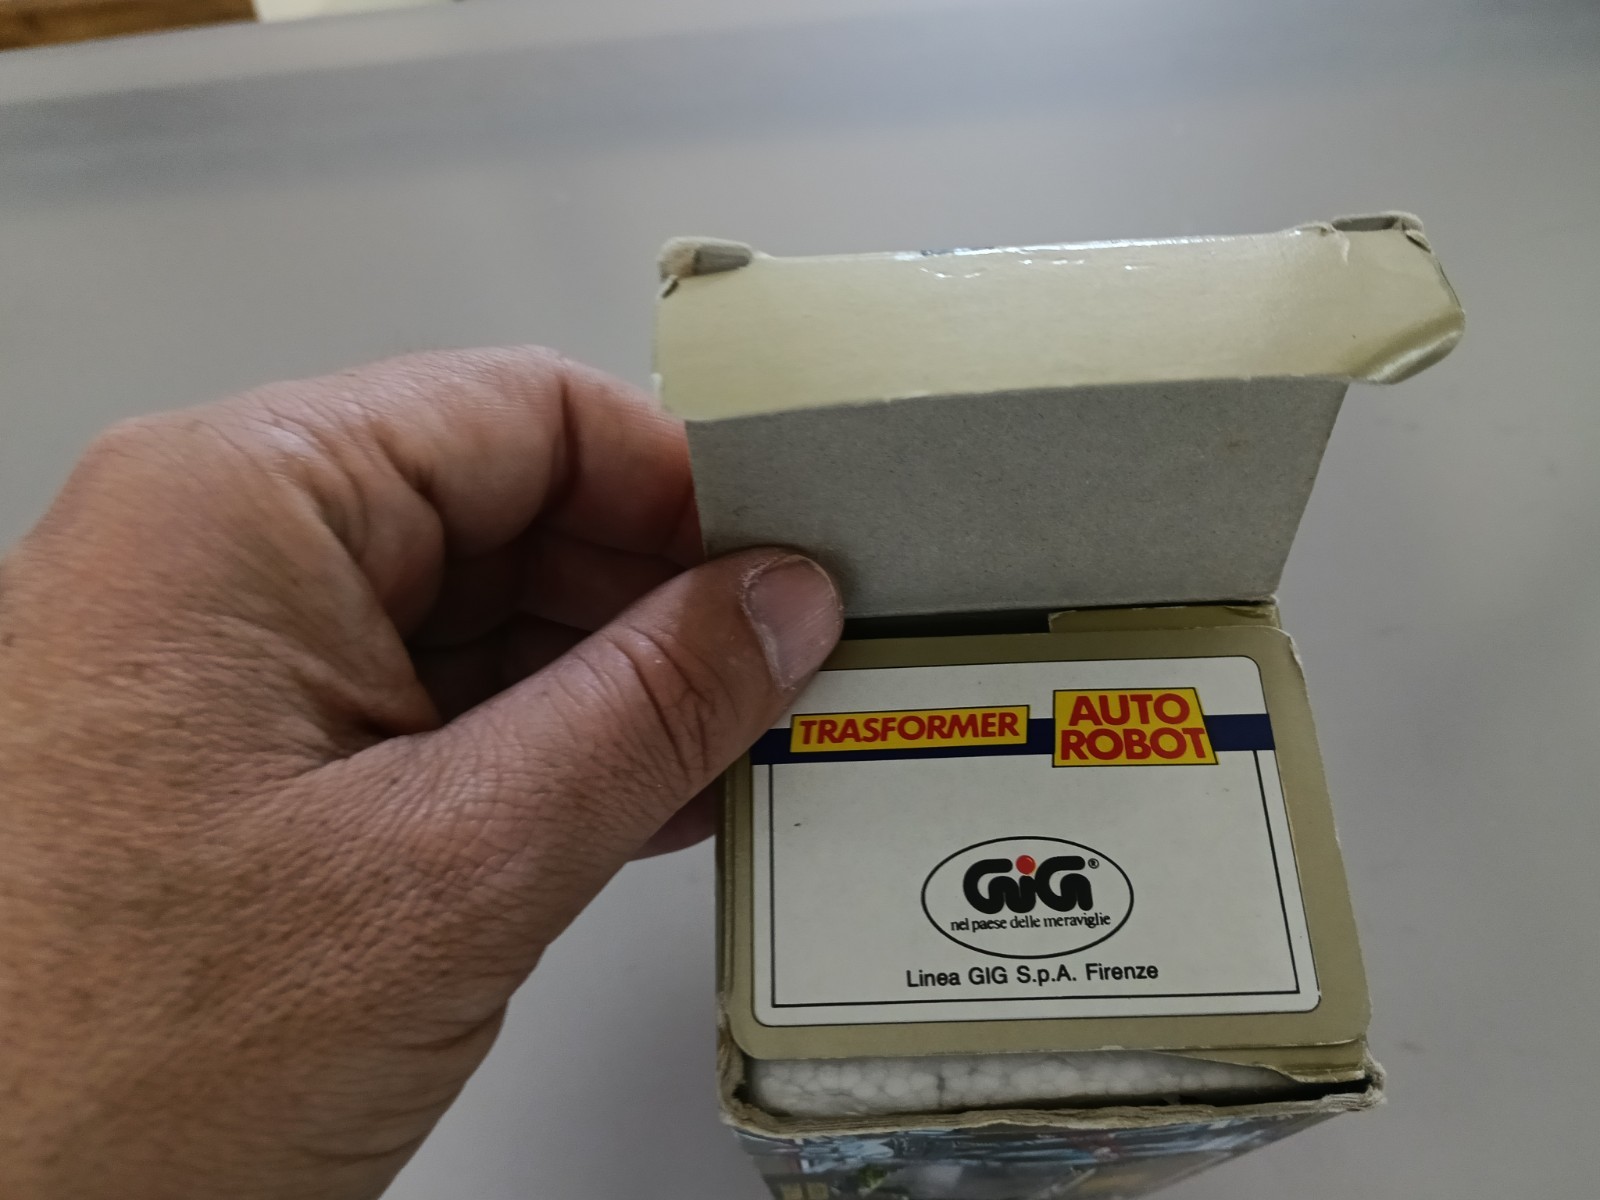 TRASFORMER
AUTO
ROBOT
GiG®
nel paese delle meraviglie
Linea GIG S.p.A. Firenze